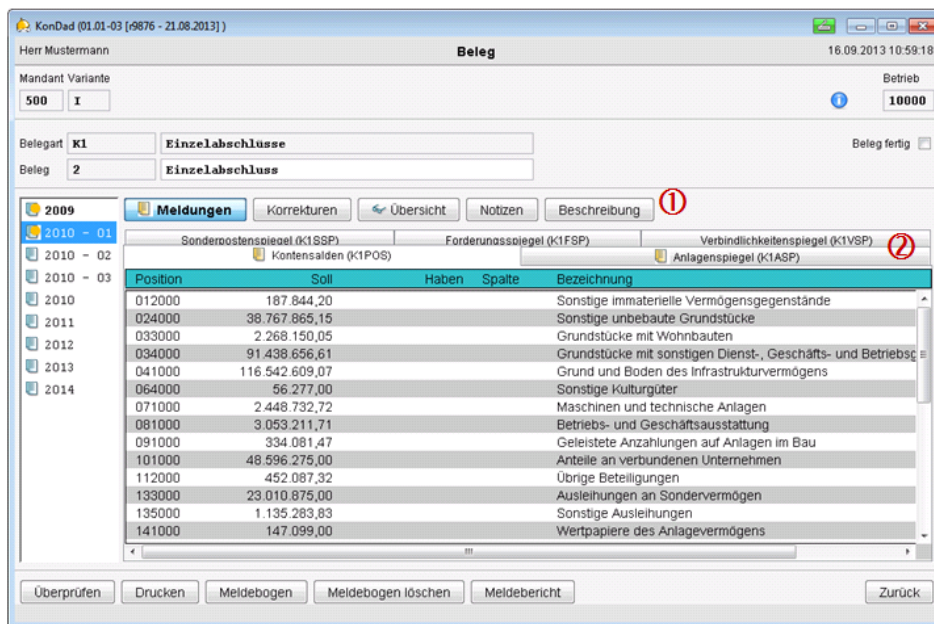 KonDad (01.01-03 [r9876 - 21.08.2013] )
Herr Mustermann Beleg 16.09.2013 10:59:18
Mandant Variante Betrieb
500 I 10000
Belegart K1 Einzelabschlüsse Beleg fertig
Beleg 2 Einzelabschluss
2009 Meldungen Korrekturen Übersicht Notizen Beschreibung ①
2010 - 01
2010 - 02
2010 - 03
2010
2011
2012
2013
2014
Sonderpostenspiegel (K1SSP) Forderungsspiegel (K1FSP) Verbindlichkeitenspiegel (K1VSP) ②
Kontensalden (K1POS) Anlagenspiegel (K1ASP)
Position Soll Haben Spalte Bezeichnung
012000 187.844,20 Sonstige immaterielle Vermögensgegenstände
024000 38.767.865,15 Sonstige unbebaute Grundstücke
033000 2.268.150,05 Grundstücke mit Wohnbauten
034000 91.438.656,61 Grundstücke mit sonstigen Dienst-, Geschäfts- und Betriebsg
041000 116.542.609,07 Grund und Boden des Infrastrukturvermögens
064000 56.277,00 Sonstige Kulturgüter
071000 2.448.732,72 Maschinen und technische Anlagen
081000 3.053.211,71 Betriebs- und Geschäftsausstattung
091000 334.081,47 Geleistete Anzahlungen auf Anlagen im Bau
101000 48.596.275,00 Anteile an verbundenen Unternehmen
112000 452.087,32 Übrige Beteiligungen
133000 23.010.875,00 Ausleihungen an Sondervermögen
135000 1.135.283,83 Sonstige Ausleihungen
141000 147.099,00 Wertpapiere des Anlagevermögens
Überprüfen Drucken Meldebogen Meldebogen löschen Meldebericht Zurück